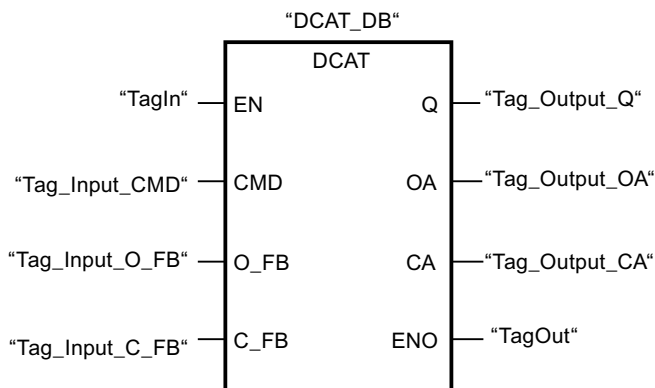 “DCAT_DB“
DCAT
“TagIn“ EN Q “Tag_Output_Q“
“Tag_Input_CMD“ CMD OA “Tag_Output_OA“
“Tag_Input_O_FB“ O_FB CA “Tag_Output_CA“
“Tag_Input_C_FB“ C_FB ENO “TagOut“